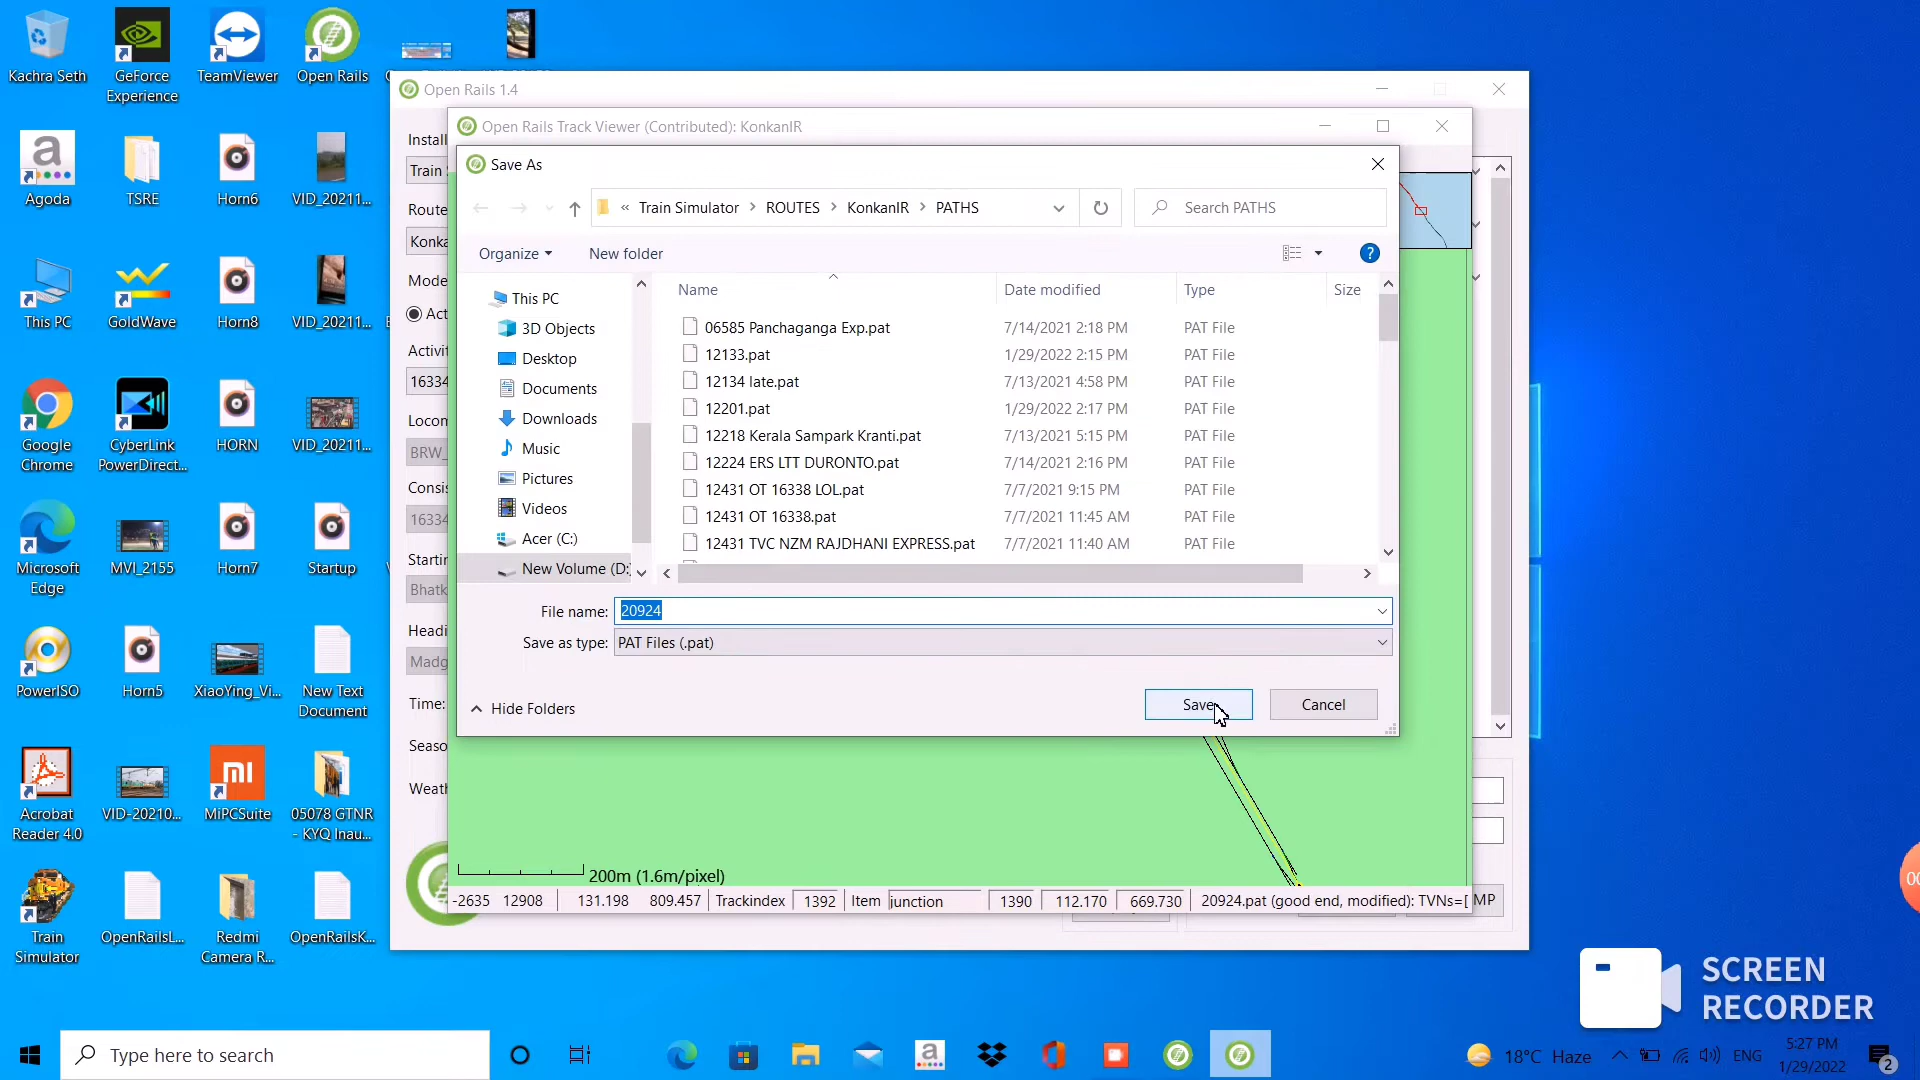 Kachra Seth
GeForce
Experience
TeamViewer
Open Rails
Agoda
TSRE
Horn6
VID_20211...
This PC
GoldWave
Horn8
VID_20211...
Google
Chrome
CyberLink
PowerDirect...
HORN
VID_20211...
Microsoft
Edge
MVI_2155
Horn7
Startup
PowerISO
Horn5
XiaoYing_Vi...
New Text
Document
Acrobat
Reader 4.0
VID-20210...
MiPCSuite
05078 GTNR
- KYQ Inau...
Train
Simulator
OpenRailsL...
Redmi
Camera R...
OpenRailsK...
Open Rails 1.4
Install
Train
Route
Konka
Mode
Act
Activit
16334
Locon
BRW_
Consis
16334
Startin
Bhatk
Headi
Madg
Time:
Seaso
Weath
MP
Open Rails Track Viewer (Contributed): KonkanIR
Save As
« Train Simulator > ROUTES > KonkanIR > PATHS
Search PATHS
Organize
New folder
?
This PC
3D Objects
Desktop
Documents
Downloads
Music
Pictures
Videos
Acer (C:)
New Volume (D:
Name Date modified Type Size
06585 Panchaganga Exp.pat 7/14/2021 2:18 PM PAT File
12133.pat 1/29/2022 2:15 PM PAT File
12134 late.pat 7/13/2021 4:58 PM PAT File
12201.pat 1/29/2022 2:17 PM PAT File
12218 Kerala Sampark Kranti.pat 7/13/2021 5:15 PM PAT File
12224 ERS LTT DURONTO.pat 7/14/2021 2:16 PM PAT File
12431 OT 16338 LOL.pat 7/7/2021 9:15 PM PAT File
12431 OT 16338.pat 7/7/2021 11:45 AM PAT File
12431 TVC NZM RAJDHANI EXPRESS.pat 7/7/2021 11:40 AM PAT File
File name: 20924
Save as type: PAT Files (.pat)
Hide Folders
Save
Cancel
200m (1.6m/pixel)
-2635 12908 131.198 809.457 Trackindex 1392 Item junction 1390 112.170 669.730 20924.pat (good end, modified): TVNs=[
00
SCREEN
RECORDER
Type here to search
18°C Haze
ENG
5:27 PM
1/29/2022
2